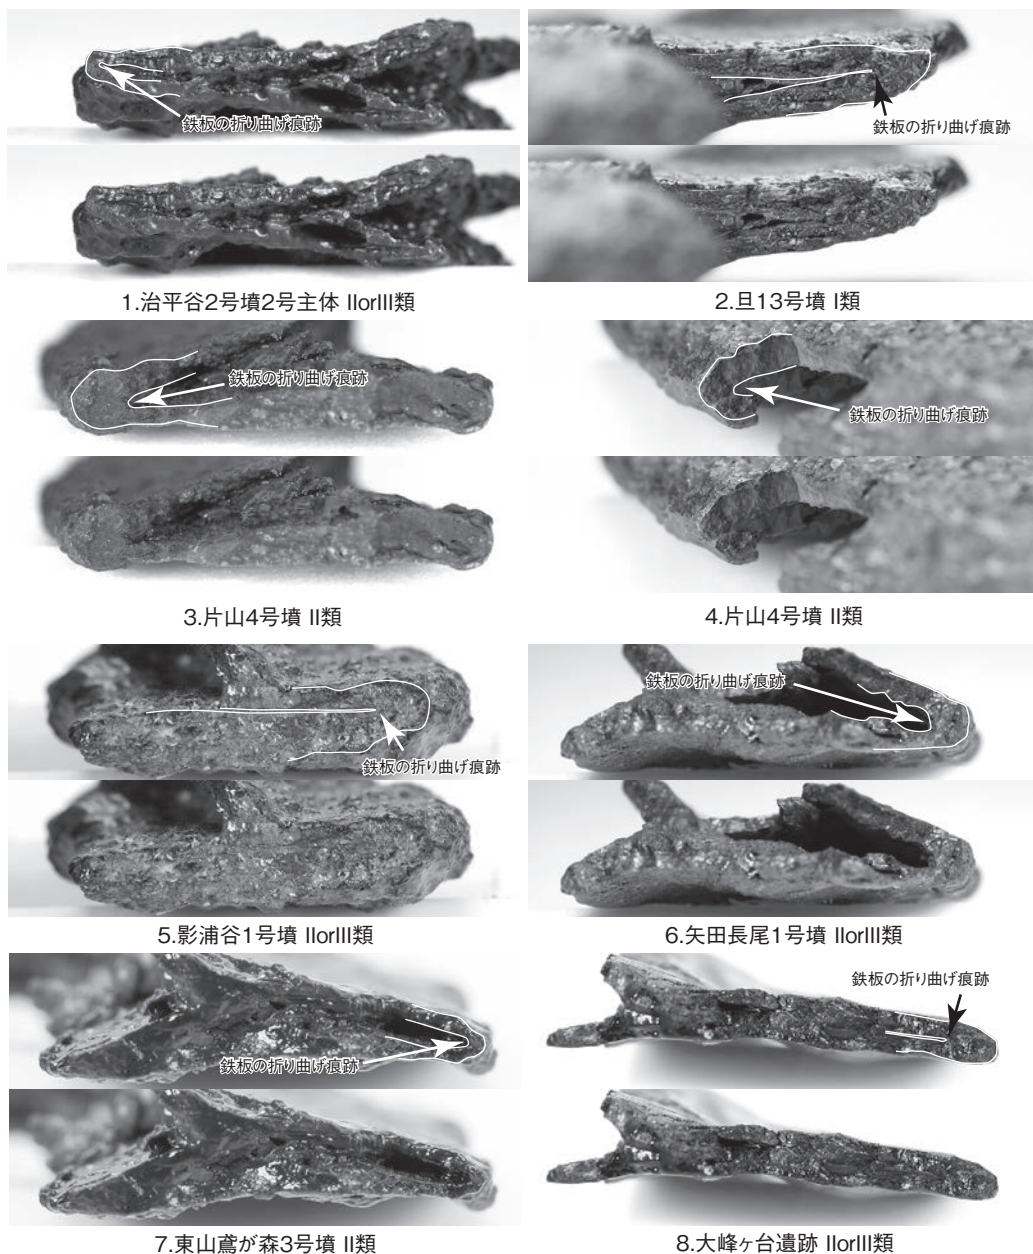 鉄板の折り曲げ痕跡
鉄板の折り曲げ痕跡
1.治平谷2号墳2号主体 IIorIII類
2.旦13号墳 I類
鉄板の折り曲げ痕跡
鉄板の折り曲げ痕跡
3.片山4号墳 II類
4.片山4号墳 II類
鉄板の折り曲げ痕跡
鉄板の折り曲げ痕跡
5.影浦谷1号墳 IIorIII類
6.矢田長尾1号墳 IIorIII類
鉄板の折り曲げ痕跡
鉄板の折り曲げ痕跡
7.東山鳶が森3号墳 II類
8.大峰ヶ台遺跡 IIorIII類